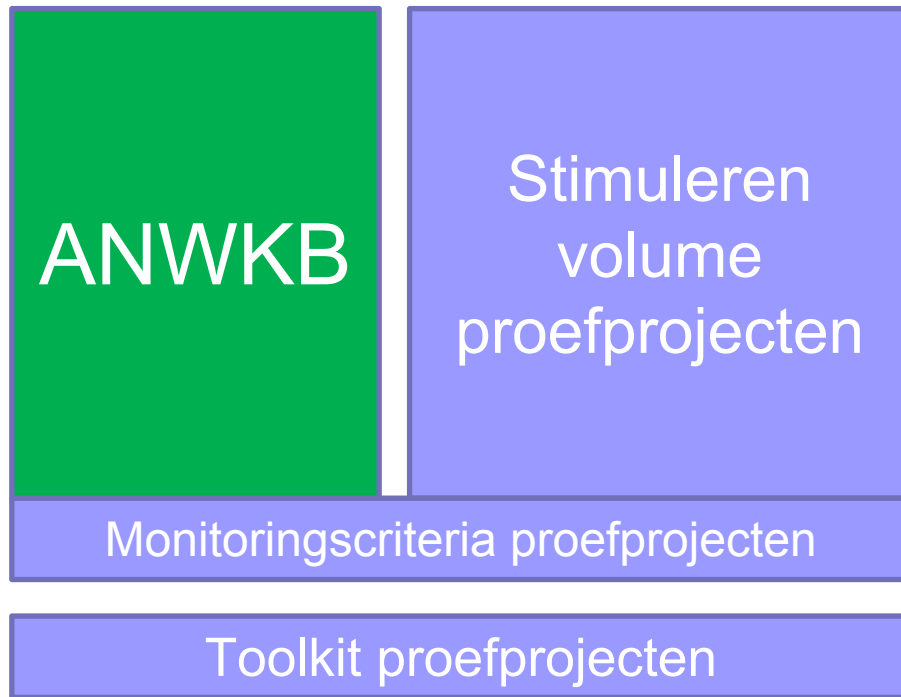 ANWKB
Stimuleren
volume
proefprojecten
Monitoringscriteria proefprojecten
Toolkit proefprojecten